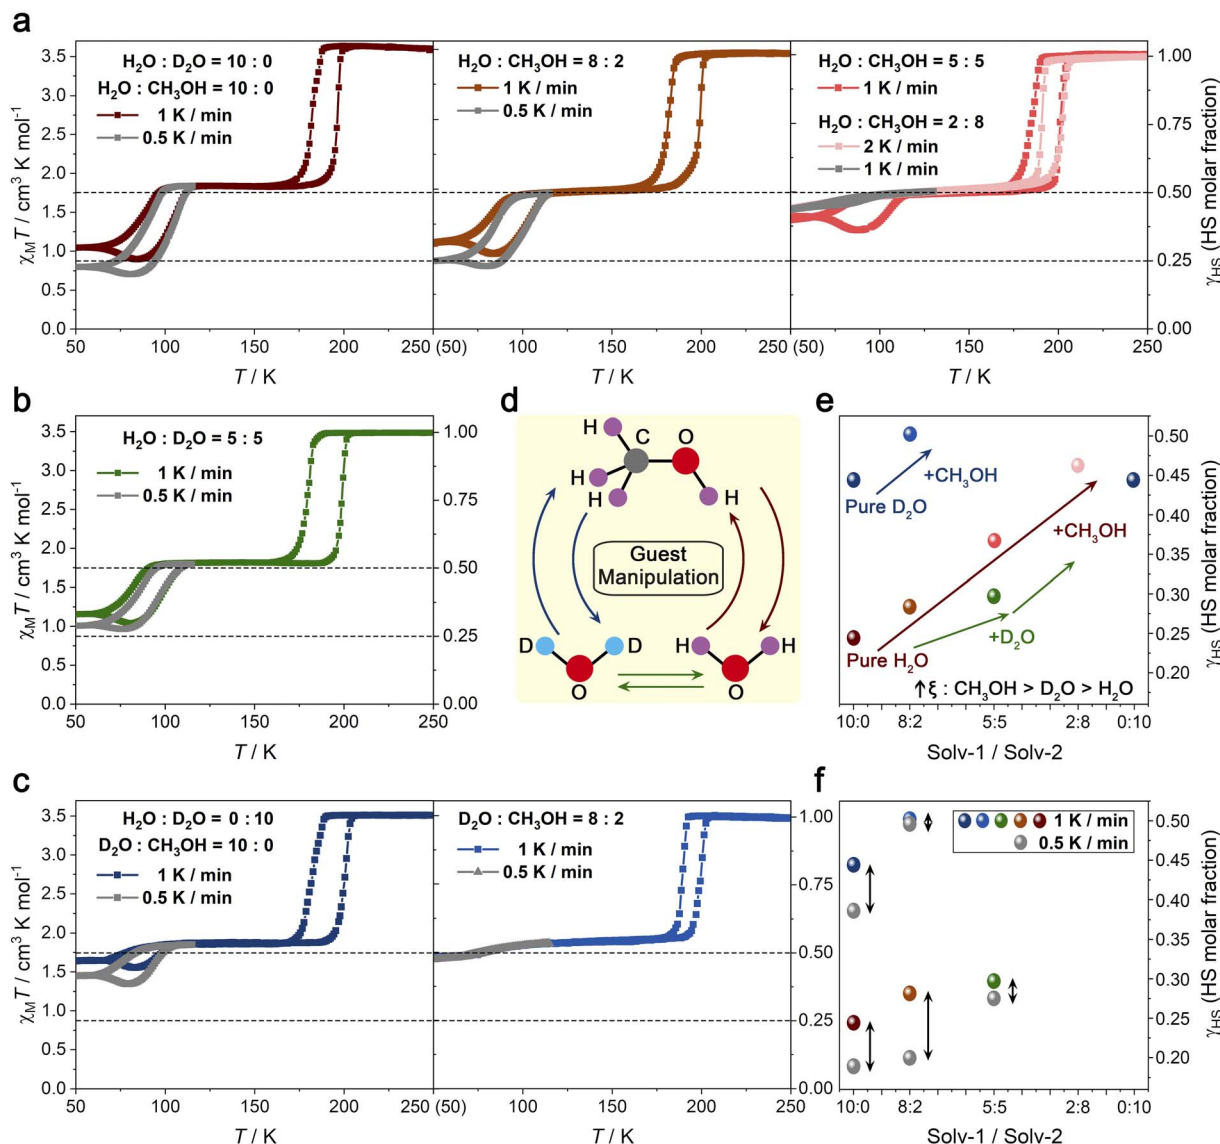 a
H₂O : D₂O = 10 : 0
H₂O : CH₃OH = 10 : 0
1 K / min
0.5 K / min
H₂O : CH₃OH = 8 : 2
1 K / min
0.5 K / min
H₂O : CH₃OH = 5 : 5
1 K / min
H₂O : CH₃OH = 2 : 8
2 K / min
1 K / min
3.5
3.0
2.5
2.0
1.5
1.0
0.5
0.0
χ_M T / cm³ K mol⁻¹
1.00
0.75
0.50
0.25
0.00
γ_HS (HS molar fraction)
50 100 150 200 250 (50) 100 150 200 250 (50) 100 150 200 250
T / K T / K T / K
b
H₂O : D₂O = 5 : 5
1 K / min
0.5 K / min
3.5
3.0
2.5
2.0
1.5
1.0
0.5
0.0
χ_M T / cm³ K mol⁻¹
1.00
0.75
0.50
0.25
0.00
50 100 150 200 250
T / K
d
H C O
H
H H
Guest
Manipulation
D D H H
O O
e
Pure D₂O
+CH₃OH
+CH₃OH
+D₂O
Pure H₂O
↑ξ : CH₃OH > D₂O > H₂O
0.50
0.45
0.40
0.35
0.30
0.25
0.20
γ_HS (HS molar fraction)
10:0 8:2 5:5 2:8 0:10
Solv-1 / Solv-2
c
H₂O : D₂O = 0 : 10
D₂O : CH₃OH = 10 : 0
1 K / min
0.5 K / min
D₂O : CH₃OH = 8 : 2
1 K / min
0.5 K / min
3.5
3.0
2.5
2.0
1.5
1.0
0.5
0.0
χ_M T / cm³ K mol⁻¹
1.00
0.75
0.50
0.25
0.00
50 100 150 200 250 (50) 100 150 200 250
T / K T / K
f
1 K / min
0.5 K / min
0.50
0.45
0.40
0.35
0.30
0.25
0.20
γ_HS (HS molar fraction)
10:0 8:2 5:5 2:8 0:10
Solv-1 / Solv-2